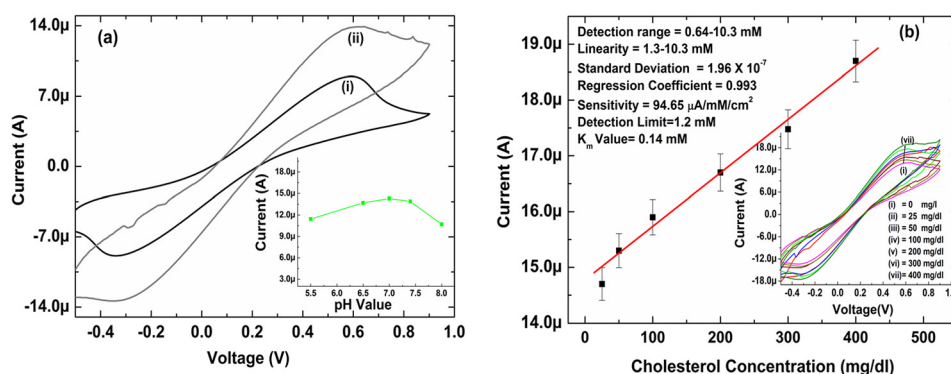 (a)
(ii)
(i)
14.0µ
7.0µ
0.0
-7.0µ
-14.0µ
Current (A)
-0.5 0.0 0.5 1.0
-0.4 -0.2 0.0 0.2 0.4 0.6 0.8 1.0
Voltage (V)
18.0µ
15.0µ
12.0µ
9.0µ
6.0µ
3.0µ
Current (A)
5.5 6.0 6.5 7.0 7.5 8.0
pH Value
(b)
Detection range = 0.64-10.3 mM
Linearity = 1.3-10.3 mM
Standard Deviation = 1.96 X 10-7
Regression Coefficient = 0.993
Sensitivity = 94.65 µA/mM/cm2
Detection Limit=1.2 mM
Km Value= 0.14 mM
19.0µ
18.0µ
17.0µ
16.0µ
15.0µ
14.0µ
Current (A)
0 100 200 300 400 500
Cholesterol Concentration (mg/dl)
(vii)
(i)
18.0µ
12.0µ
6.0µ
0.0
-6.0µ
-12.0µ
-18.0µ
Current (A)
(i) = 0 mg/l
(ii) = 25 mg/dl
(iii) = 50 mg/dl
(iv) = 100 mg/dl
(v) = 200 mg/dl
(vi) = 300 mg/dl
(vii)= 400 mg/dl
-0.4 -0.2 0.0 0.2 0.4 0.6 0.8
Voltage(V)